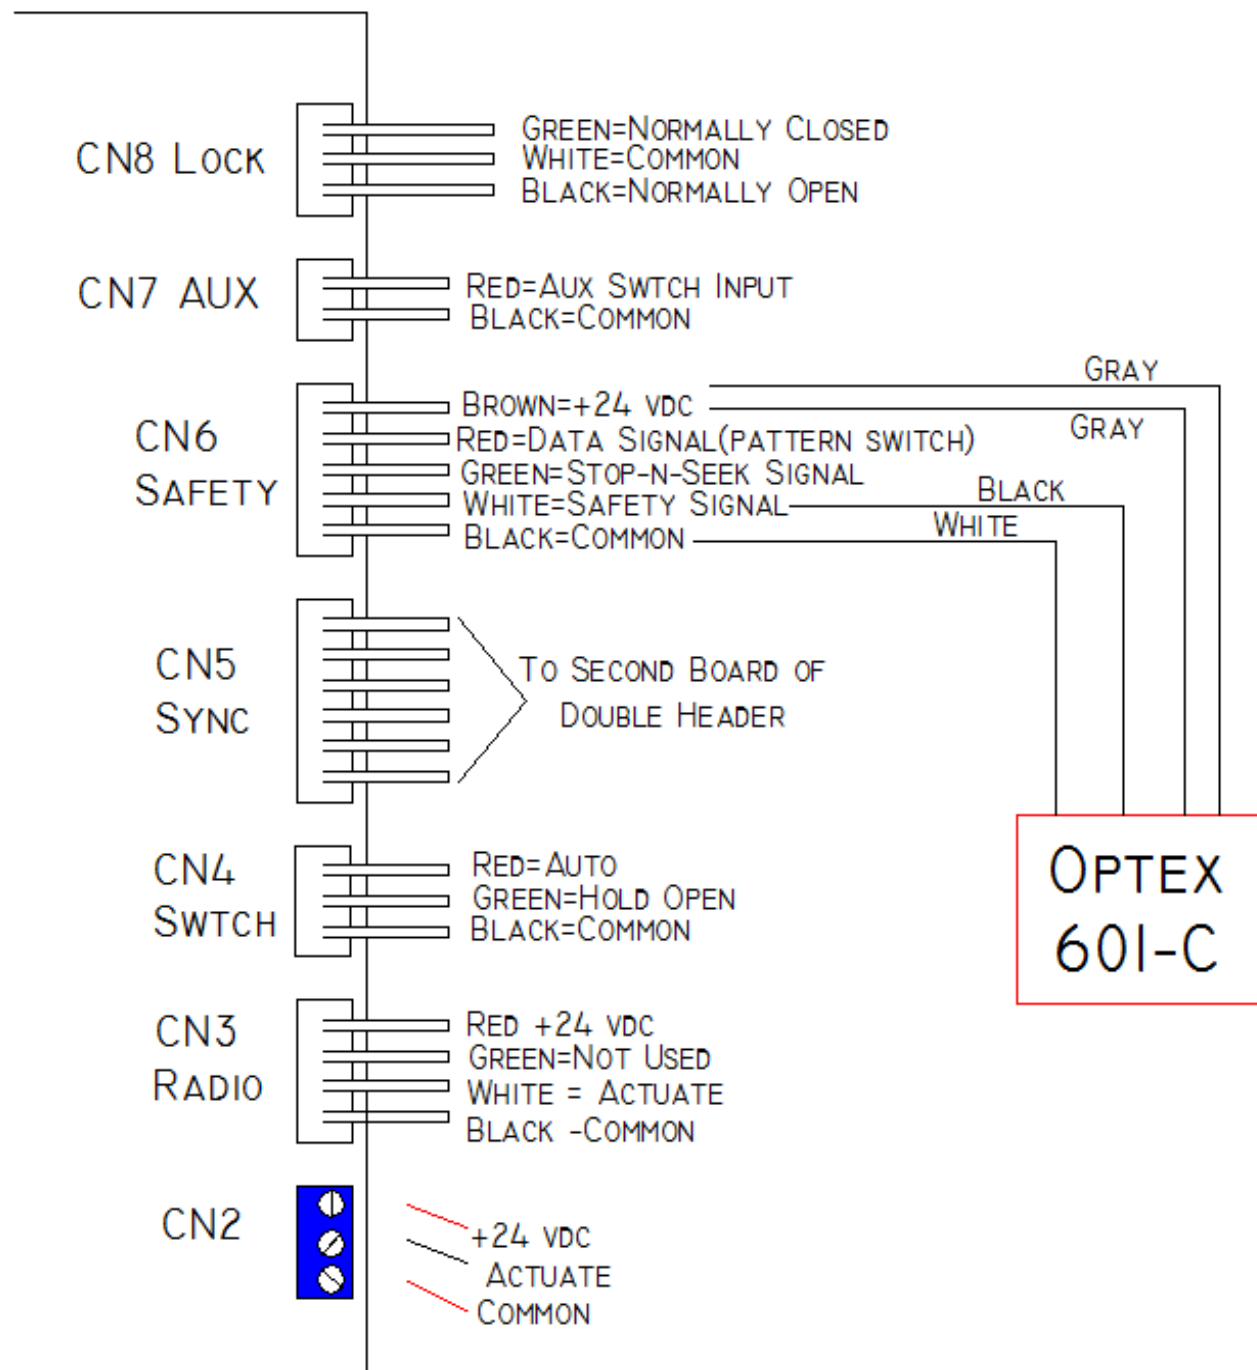 CN8 LOCK
GREEN=NORMALLY CLOSED
WHITE=COMMON
BLACK=NORMALLY OPEN
CN7 AUX
RED=AUX SWTCH INPUT
BLACK=COMMON
CN6
SAFETY
BROWN=+24 VDC
RED=DATA SIGNAL(PATTERN SWITCH)
GREEN=STOP-N-SEEK SIGNAL
WHITE=SAFETY SIGNAL
BLACK=COMMON
GRAY
GRAY
BLACK
WHITE
CN5
SYNC
TO SECOND BOARD OF
DOUBLE HEADER
OPTEX
601-C
CN4
SWTCH
RED=AUTO
GREEN=HOLD OPEN
BLACK=COMMON
CN3
RADIO
RED +24 VDC
GREEN=NOT USED
WHITE = ACTUATE
BLACK -COMMON
CN2
+24 VDC
ACTUATE
COMMON